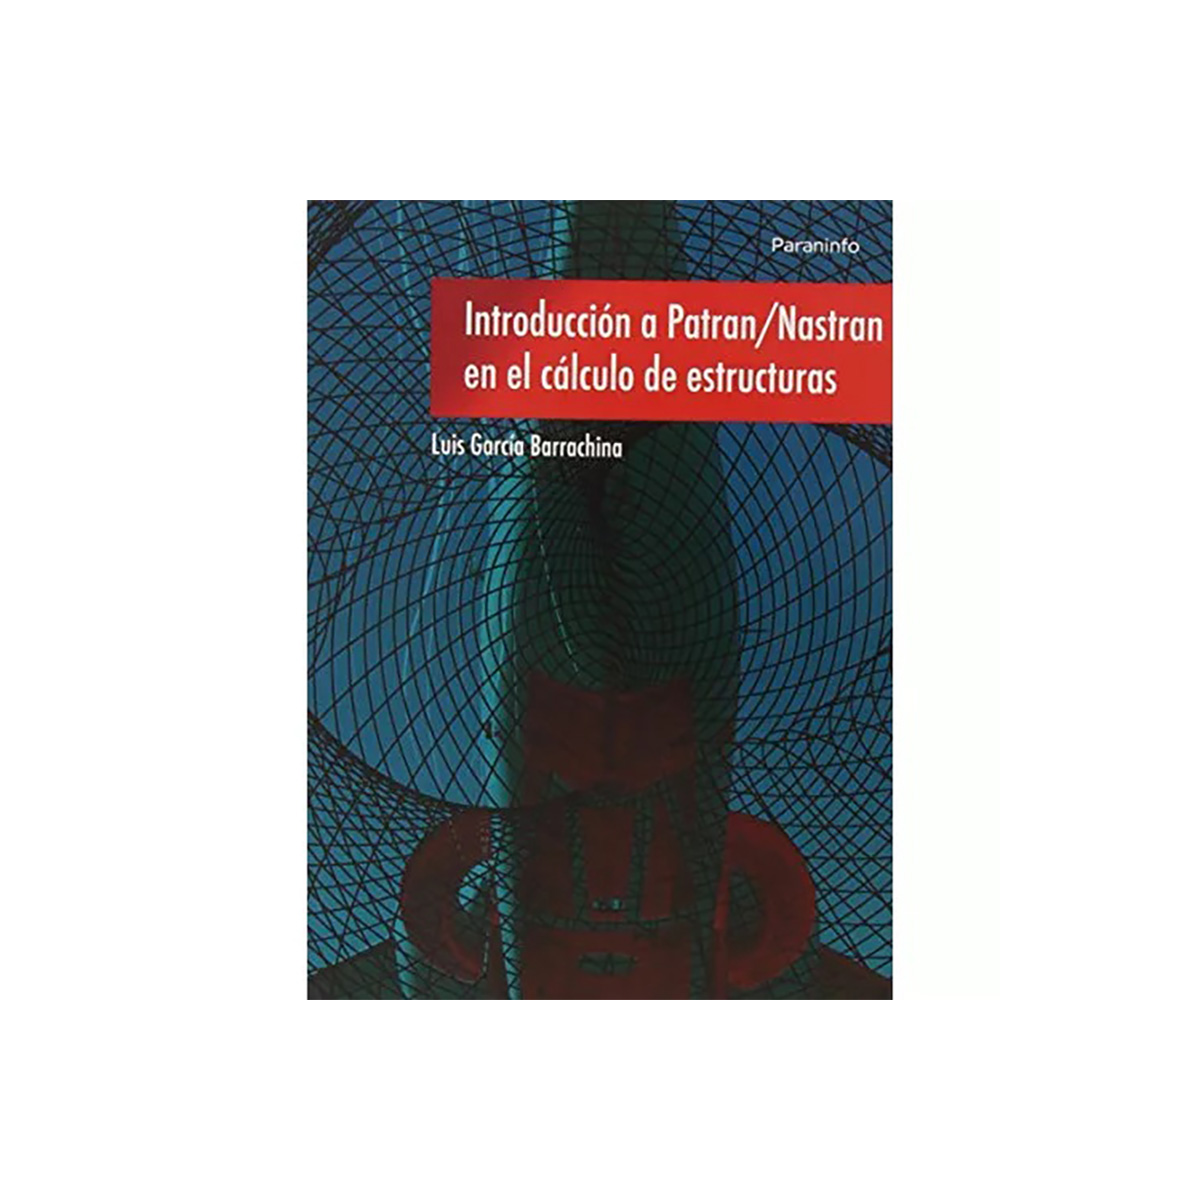 Paraninfo
Introducción a Patran/Nastran
en el cálculo de estructuras
Luis García Barrachina